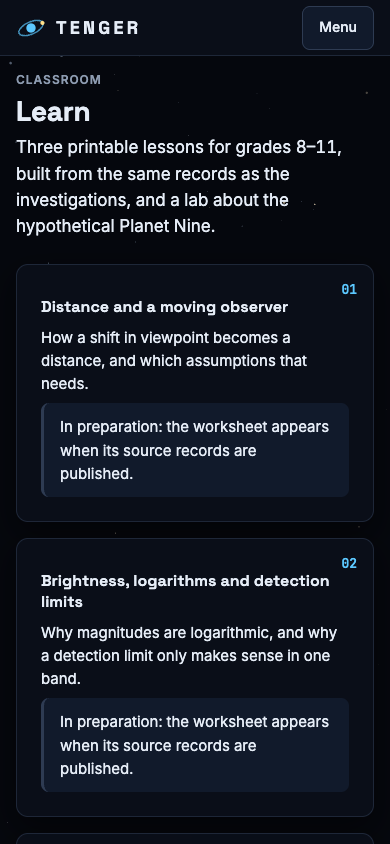 TENGER
Menu
CLASSROOM
Learn
Three printable lessons for grades 8–11,
built from the same records as the
investigations, and a lab about the
hypothetical Planet Nine.
01
Distance and a moving observer
How a shift in viewpoint becomes a
distance, and which assumptions that
needs.
In preparation: the worksheet appears
when its source records are
published.
02
Brightness, logarithms and detection
limits
Why magnitudes are logarithmic, and why
a detection limit only makes sense in one
band.
In preparation: the worksheet appears
when its source records are
published.